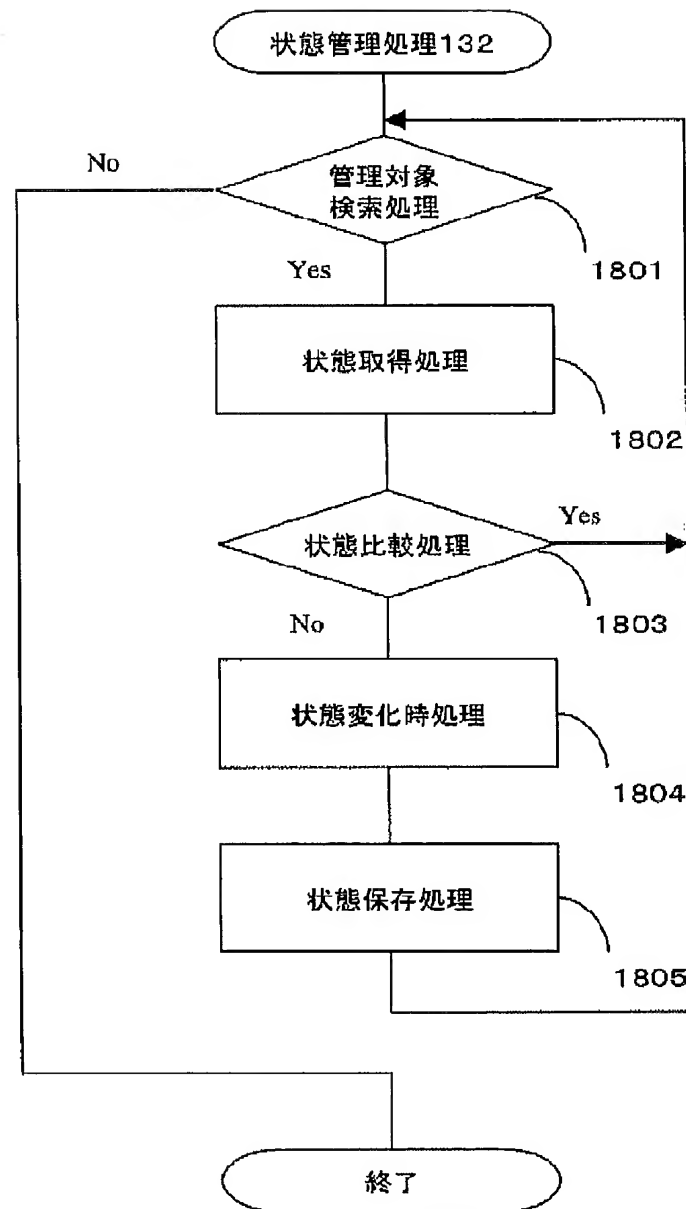 状態管理処理132
No
管理対象
検索処理
1801
Yes
状態取得処理
1802
状態比較処理
Yes
1803
No
状態変化時処理
1804
状態保存処理
1805
終了